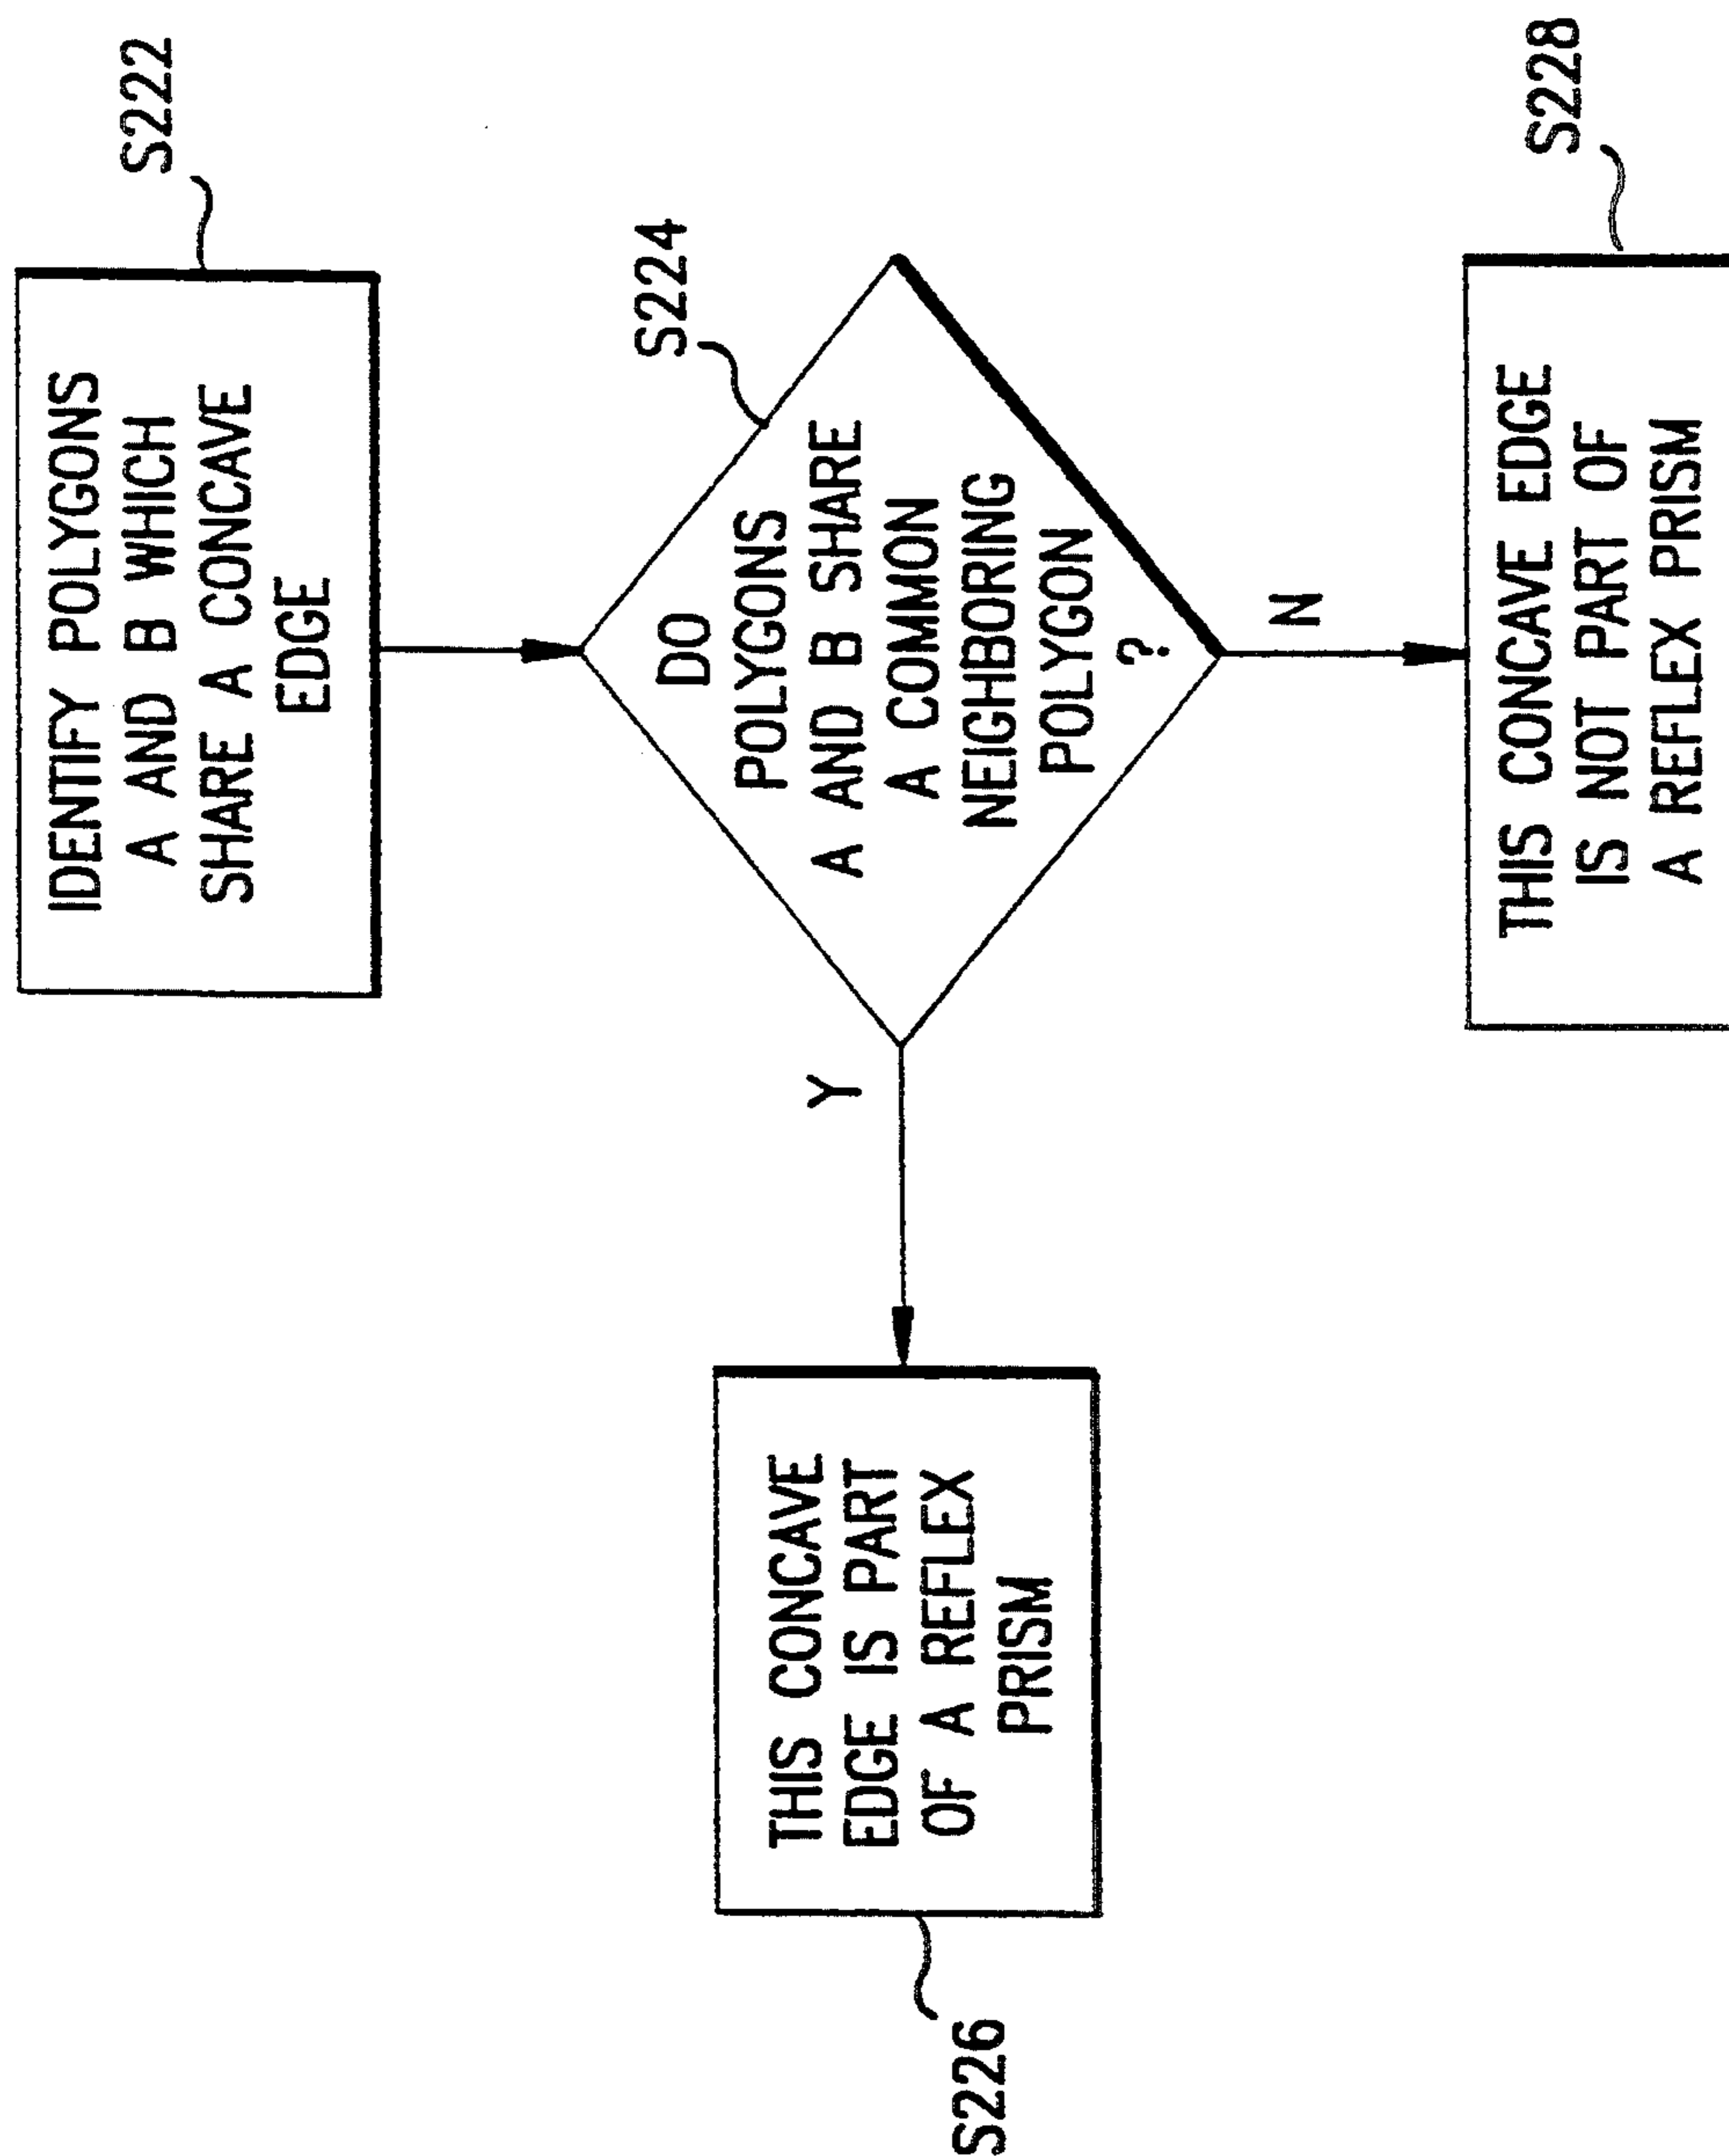 IDENTIFY POLYGONS
A AND B WHICH
SHARE A CONCAVE
EDGE
S222
DO
POLYGONS
A AND B SHARE
A COMMON
NEIGHBORING
POLYGON
?
S224
Y
N
THIS CONCAVE
EDGE IS PART
OF A REFLEX
PRISM
S226
THIS CONCAVE EDGE
IS NOT PART OF
A REFLEX PRISM
S228